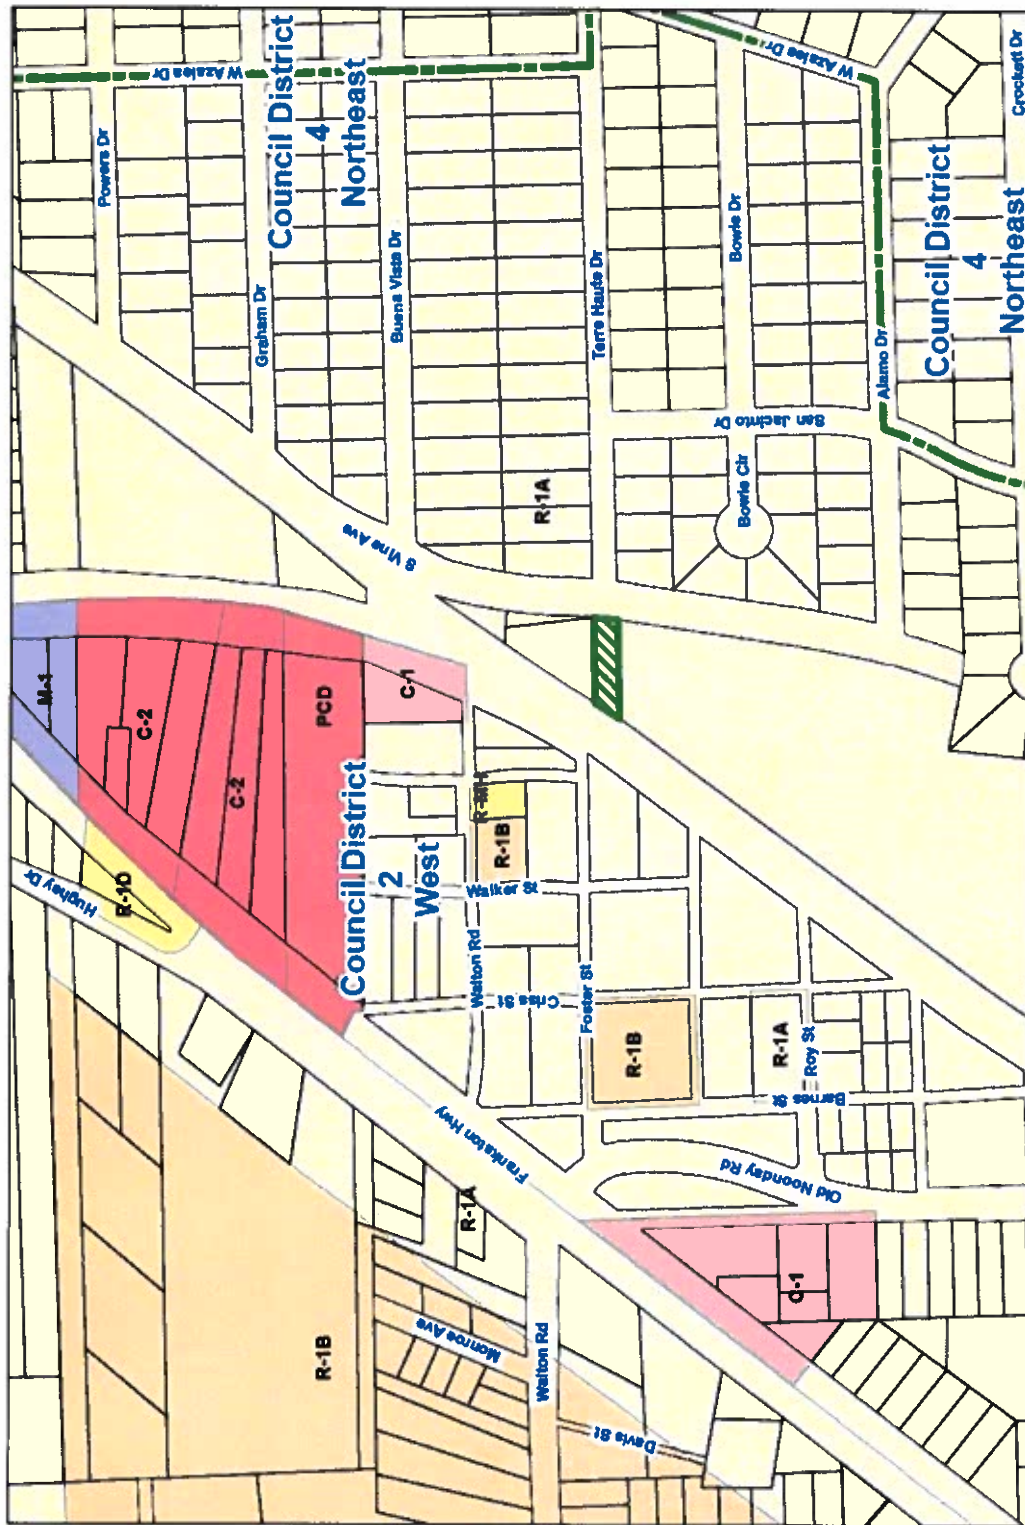 W Azalea Dr
Powers Dr
Council District
4
Northeast
Graham Dr
Buena Vista Dr
W Azalea Dr
Crockett Dr
Bowie Dr
Terre Haute Dr
Council District
4
Northeast
Alamo Dr
San Jacinto Dr
Bowie Cir
R-1A
S Vine Ave
M-1
C-2
C-2
PCD
C-1
R-MH
R-1B
Council District
2
West
Walker St
Hughey Dr
R-1D
Walton Rd
Criss St
Foster St
R-1B
R-1A
Roy St
Barnes St
Frankston Hwy
Old Noonday Rd
R-1A
C-1
R-1B
Monroe Ave
Walton Rd
Davis St